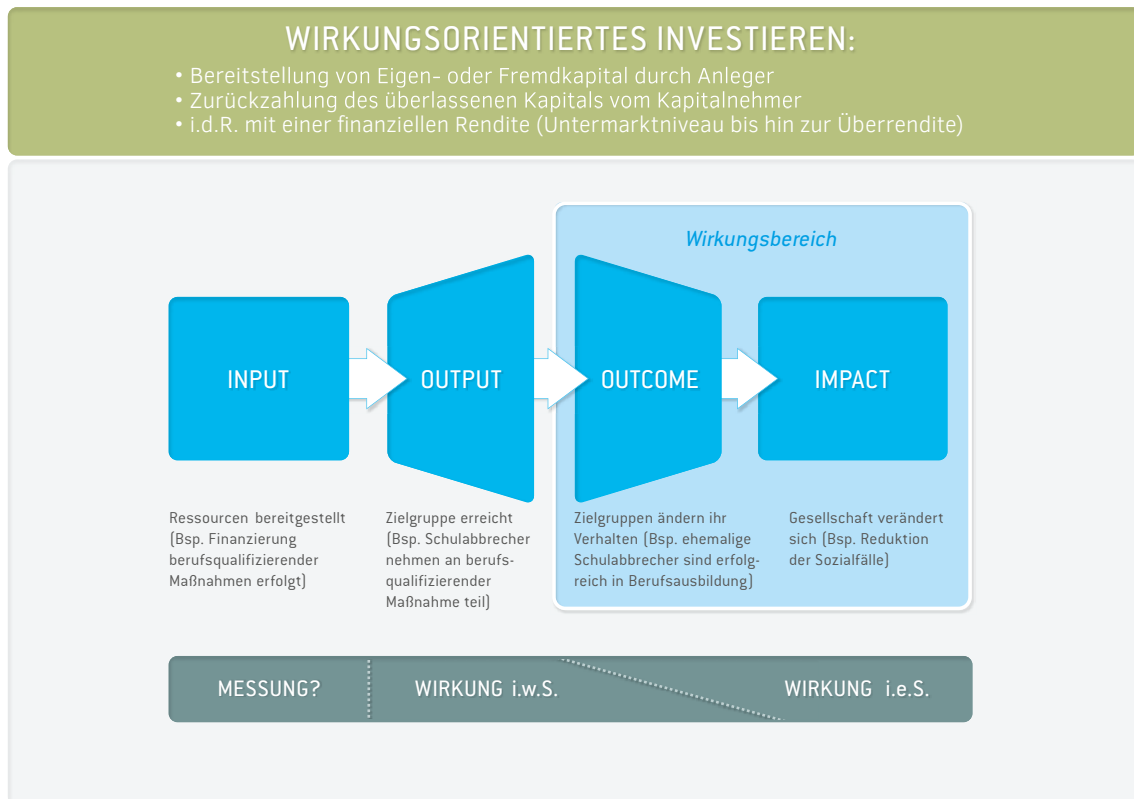 WIRKUNGSORIENTIERTES INVESTIEREN:
• Bereitstellung von Eigen- oder Fremdkapital durch Anleger
• Zurückzahlung des überlassenen Kapitals vom Kapitalnehmer
• i.d.R. mit einer finanziellen Rendite (Untermarktniveau bis hin zur Überrendite)
Wirkungsbereich
INPUT
OUTPUT
OUTCOME
IMPACT
Ressourcen bereitgestellt
(Bsp. Finanzierung
berufsqualifizierender
Maßnahmen erfolgt)
Zielgruppe erreicht
(Bsp. Schulabbrecher
nehmen an berufs-
qualifizierender
Maßnahme teil)
Zielgruppen ändern ihr
Verhalten (Bsp. ehemalige
Schulabbrecher sind erfolg-
reich in Berufsausbildung)
Gesellschaft verändert
sich (Bsp. Reduktion
der Sozialfälle)
MESSUNG?
WIRKUNG i.w.S.
WIRKUNG i.e.S.